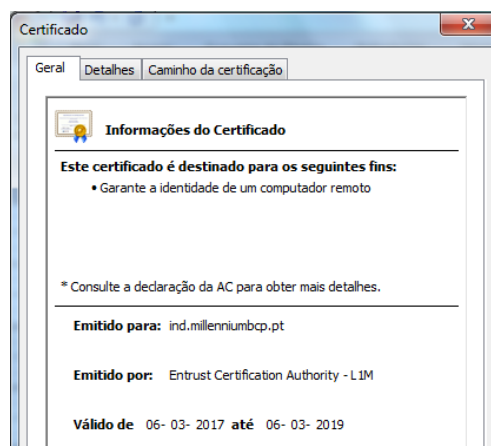 Certificado
Geral Detalhes Caminho da certificação
Informações do Certificado
Este certificado é destinado para os seguintes fins:
• Garante a identidade de um computador remoto
* Consulte a declaração da AC para obter mais detalhes.
Emitido para: ind.millenniumbcp.pt
Emitido por: Entrust Certification Authority - L1M
Válido de 06- 03- 2017 até 06- 03- 2019